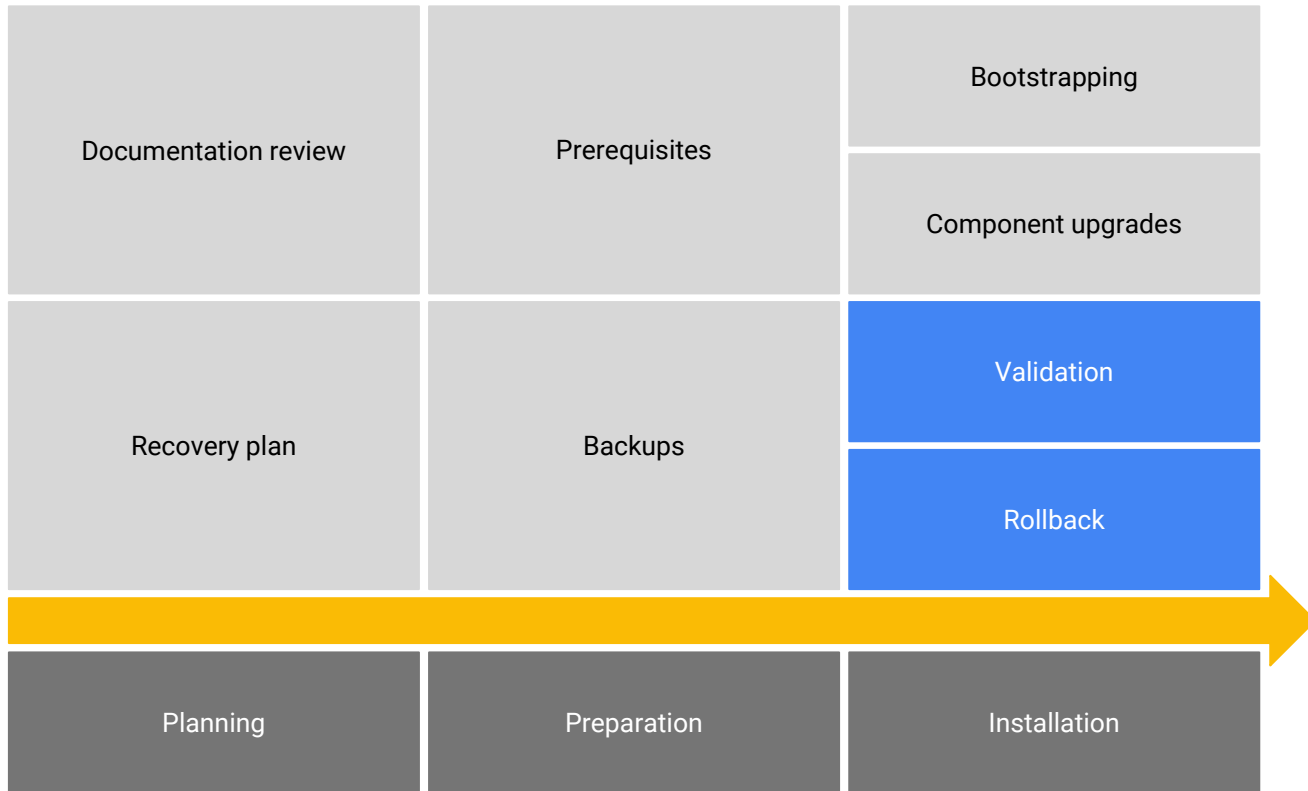 Documentation review
Prerequisites
Bootstrapping
Component upgrades
Recovery plan
Backups
Validation
Rollback
Planning
Preparation
Installation